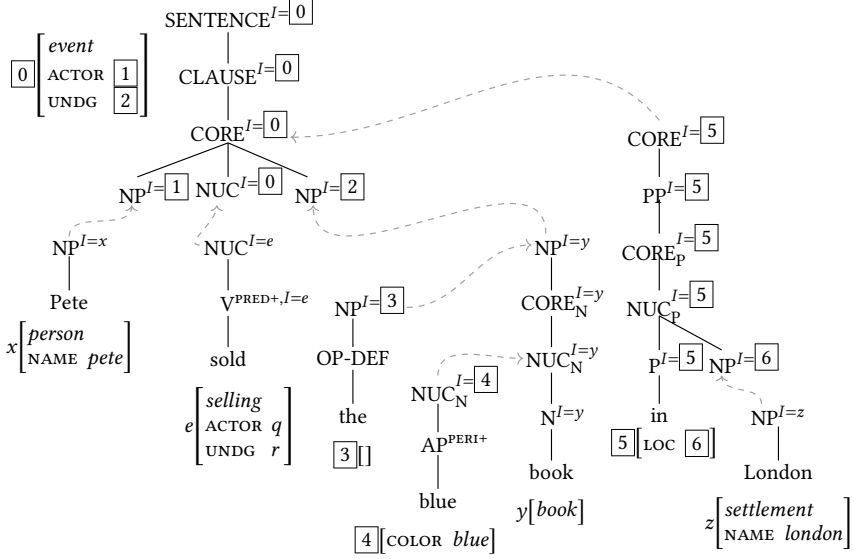 SENTENCE^{I=0}
0 [event
ACTOR 1
UNDG 2]
CLAUSE^{I=0}
CORE^{I=0}
CORE^{I=5}
NP^{I=1} NUC^{I=0} NP^{I=2}
PP^{I=5}
NP^{I=x} NUC^{I=e} NP^{I=y} CORE_P^{I=5}
Pete V^{PRED+, I=e} NP^{I=3} CORE_N^{I=y} NUC_P^{I=5}
x [person
NAME pete]
sold OP-DEF NUC_N^{I=y} P^{I=5} NP^{I=6}
e [selling
ACTOR q
UNDG r]
NUC_N^{I=4}
the N^{I=y} in NP^{I=z}
3 [] AP^{PERI+} 5 [LOC 6]
blue book London
y[book]
4 [COLOR blue]
z [settlement
NAME london]